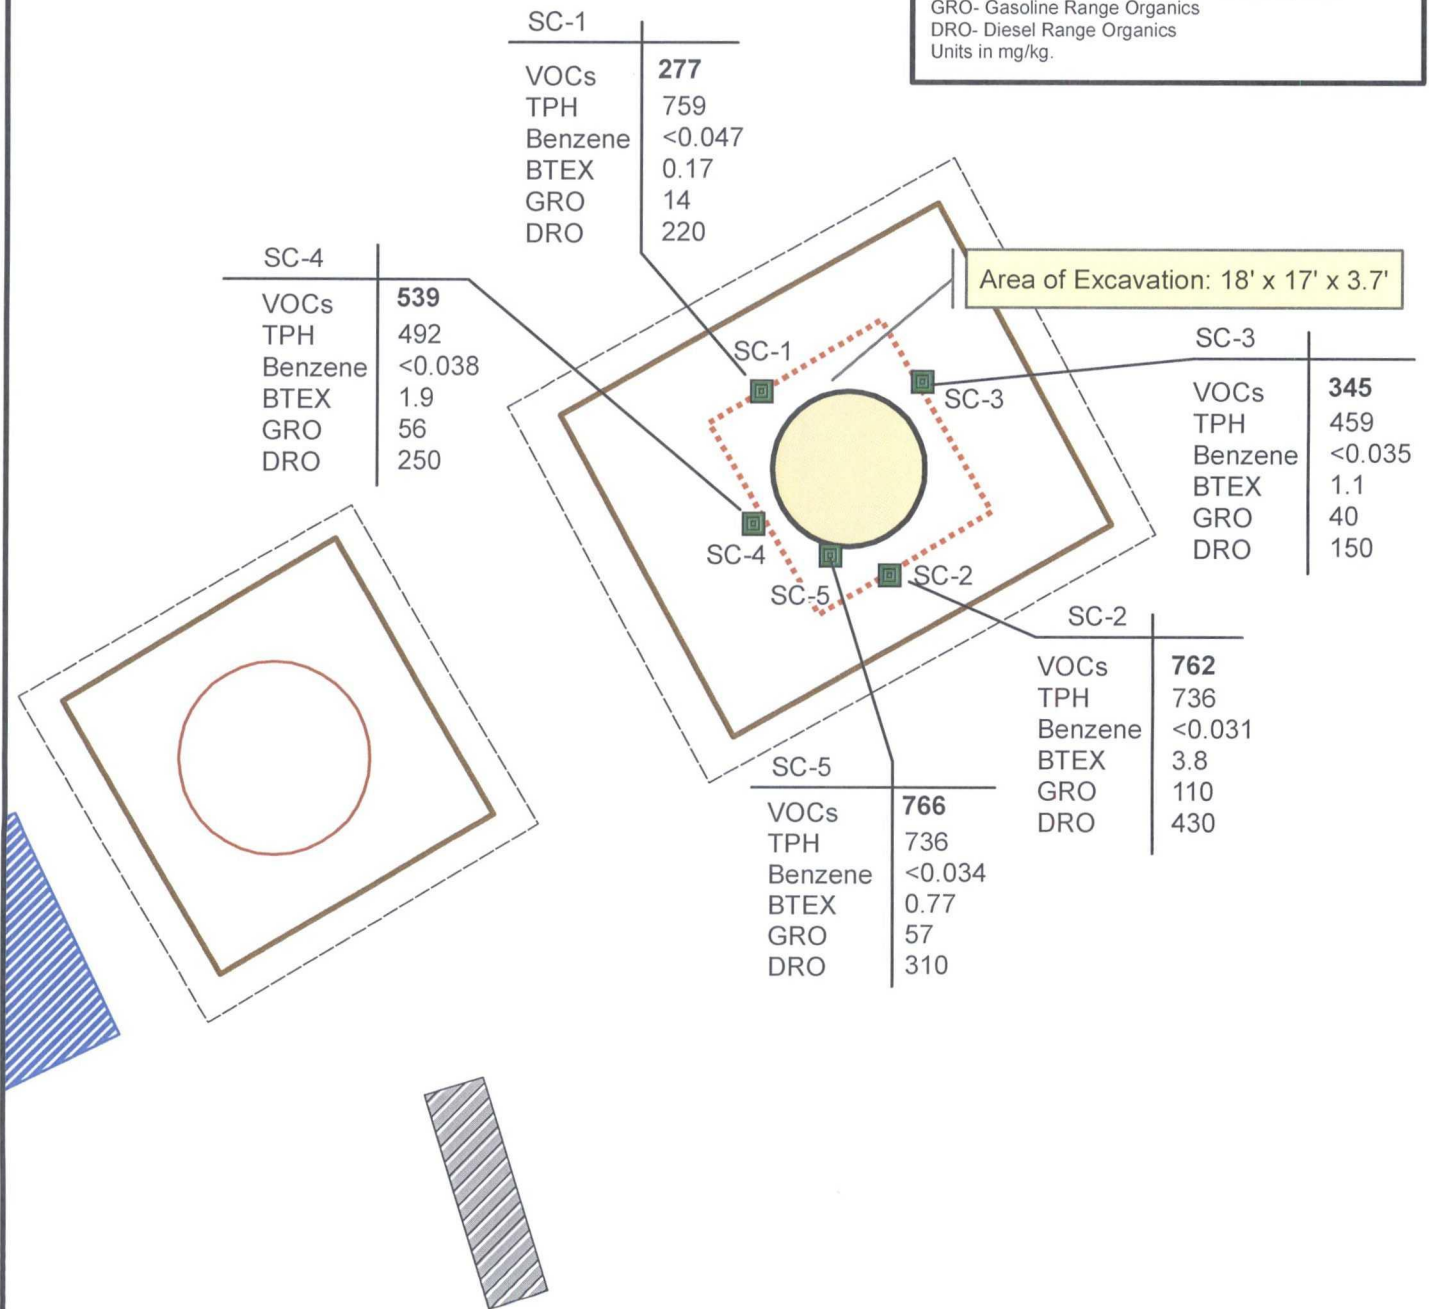 GRO- Gasoline Range Organics
DRO- Diesel Range Organics
Units in mg/kg.
SC-1
VOCs 277
TPH 759
Benzene <0.047
BTEX 0.17
GRO 14
DRO 220
SC-4
VOCs 539
TPH 492
Benzene <0.038
BTEX 1.9
GRO 56
DRO 250
Area of Excavation: 18' x 17' x 3.7'
SC-3
VOCs 345
TPH 459
Benzene <0.035
BTEX 1.1
GRO 40
DRO 150
SC-1
SC-3
SC-4
SC-5
SC-2
SC-2
VOCs 762
TPH 736
Benzene <0.031
BTEX 3.8
GRO 110
DRO 430
SC-5
VOCs 766
TPH 736
Benzene <0.034
BTEX 0.77
GRO 57
DRO 310